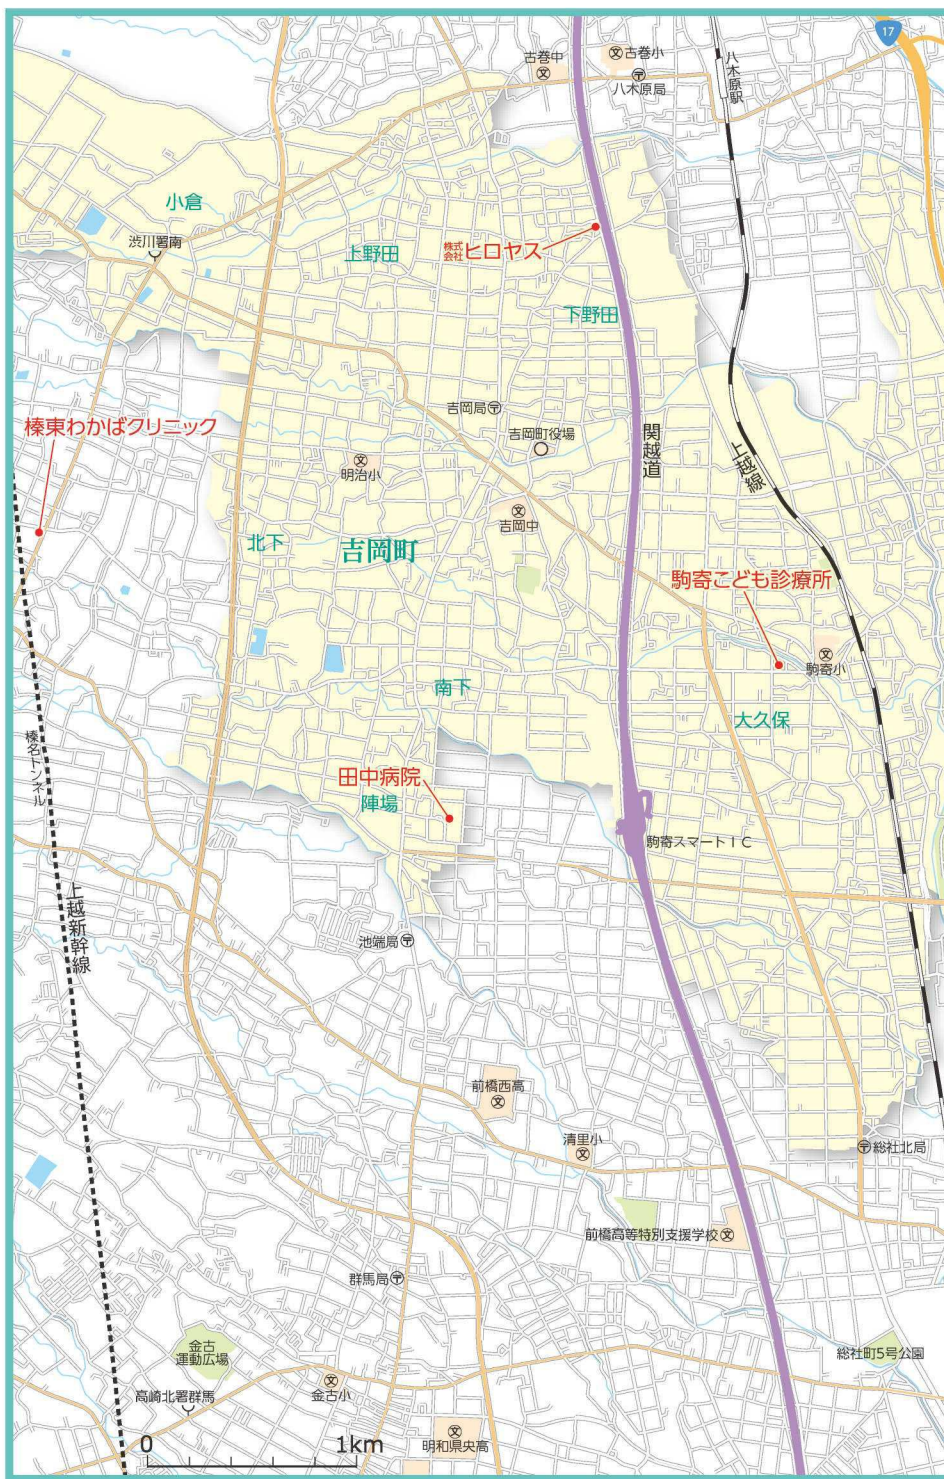 17
古巻中
古巻小
八木原局
八木原駅
小倉
渋川署南
上野田
株式会社ヒロヤス
下野田
吉岡局
榛東わかばクリニック
吉岡町役場
関越道
上越線
明治小
吉岡中
北下
吉岡町
駒寄こども診療所
駒寄小
南下
大久保
榛名トンネル
田中病院
陣場
駒寄スマートIC
上越新幹線
池端局
前橋西高
清里小
総社北局
前橋高等特別支援学校
群馬局
金古
運動広場
総社町5号公園
高崎北署群馬
金古小
明和県央高
0
1km